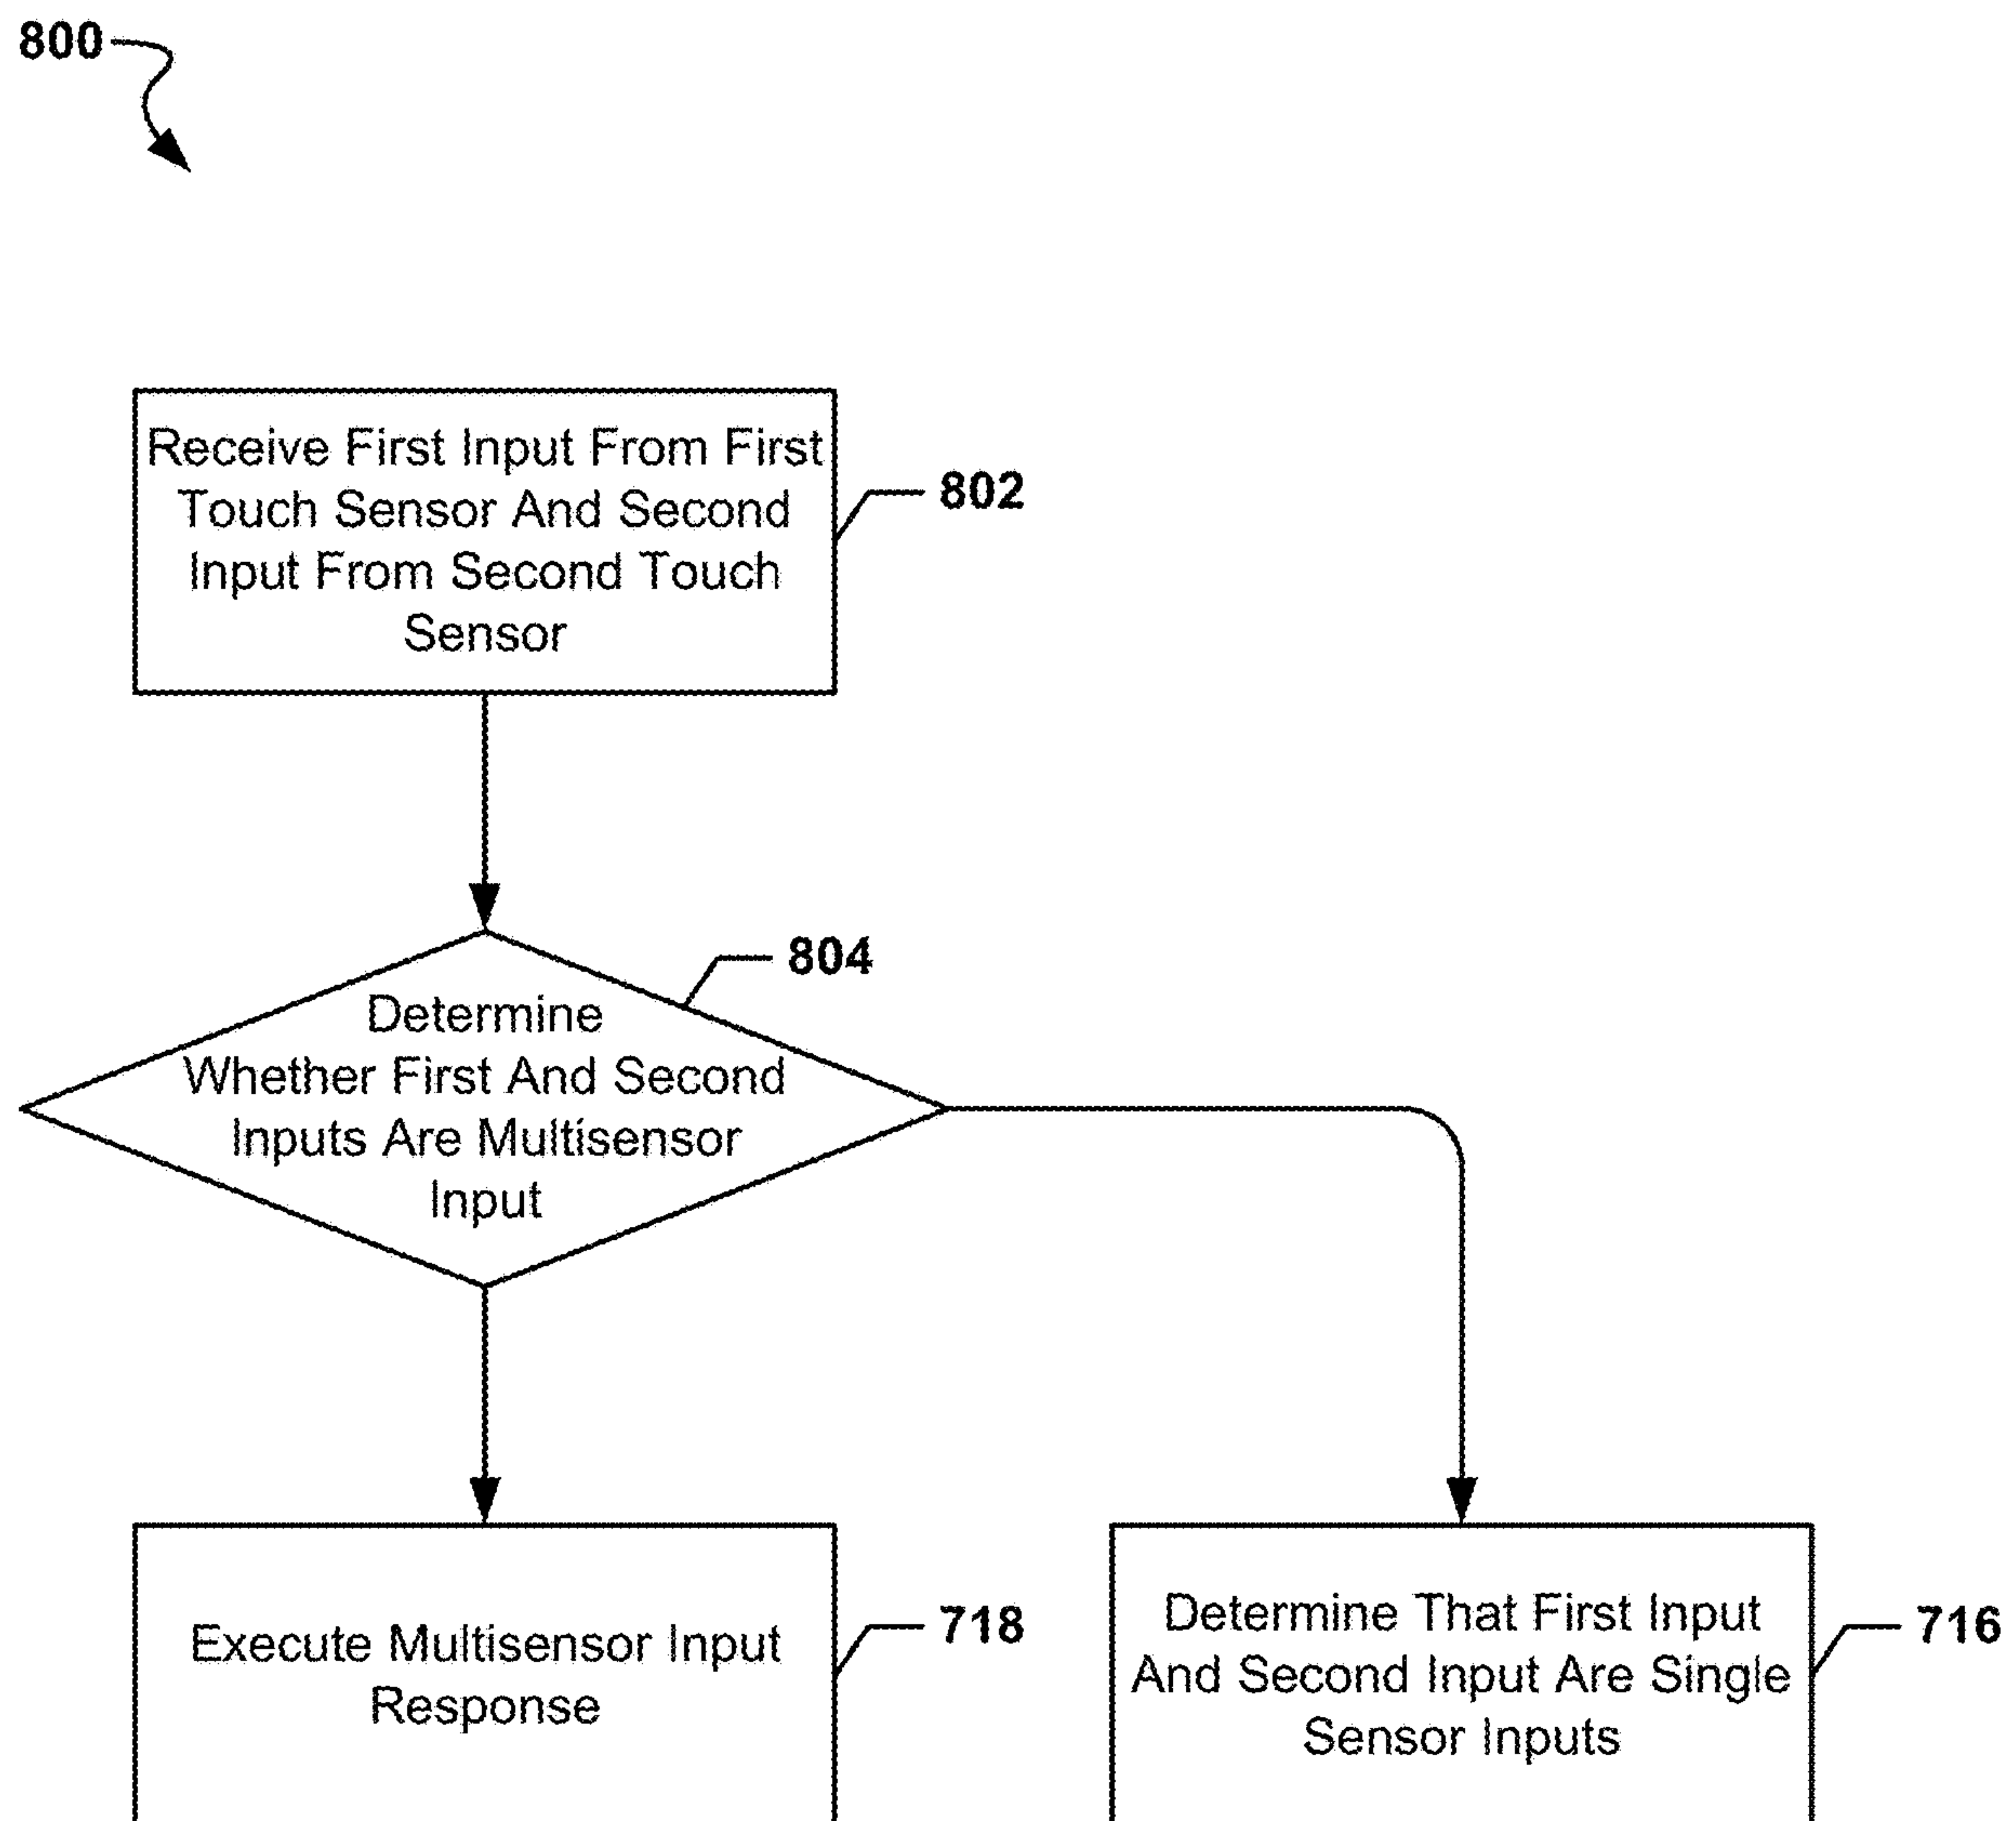 800
Receive First Input From First
Touch Sensor And Second
Input From Second Touch
Sensor
802
804
Determine
Whether First And Second
Inputs Are Multisensor
Input
Execute Multisensor Input
Response
718
Determine That First Input
And Second Input Are Single
Sensor Inputs
716